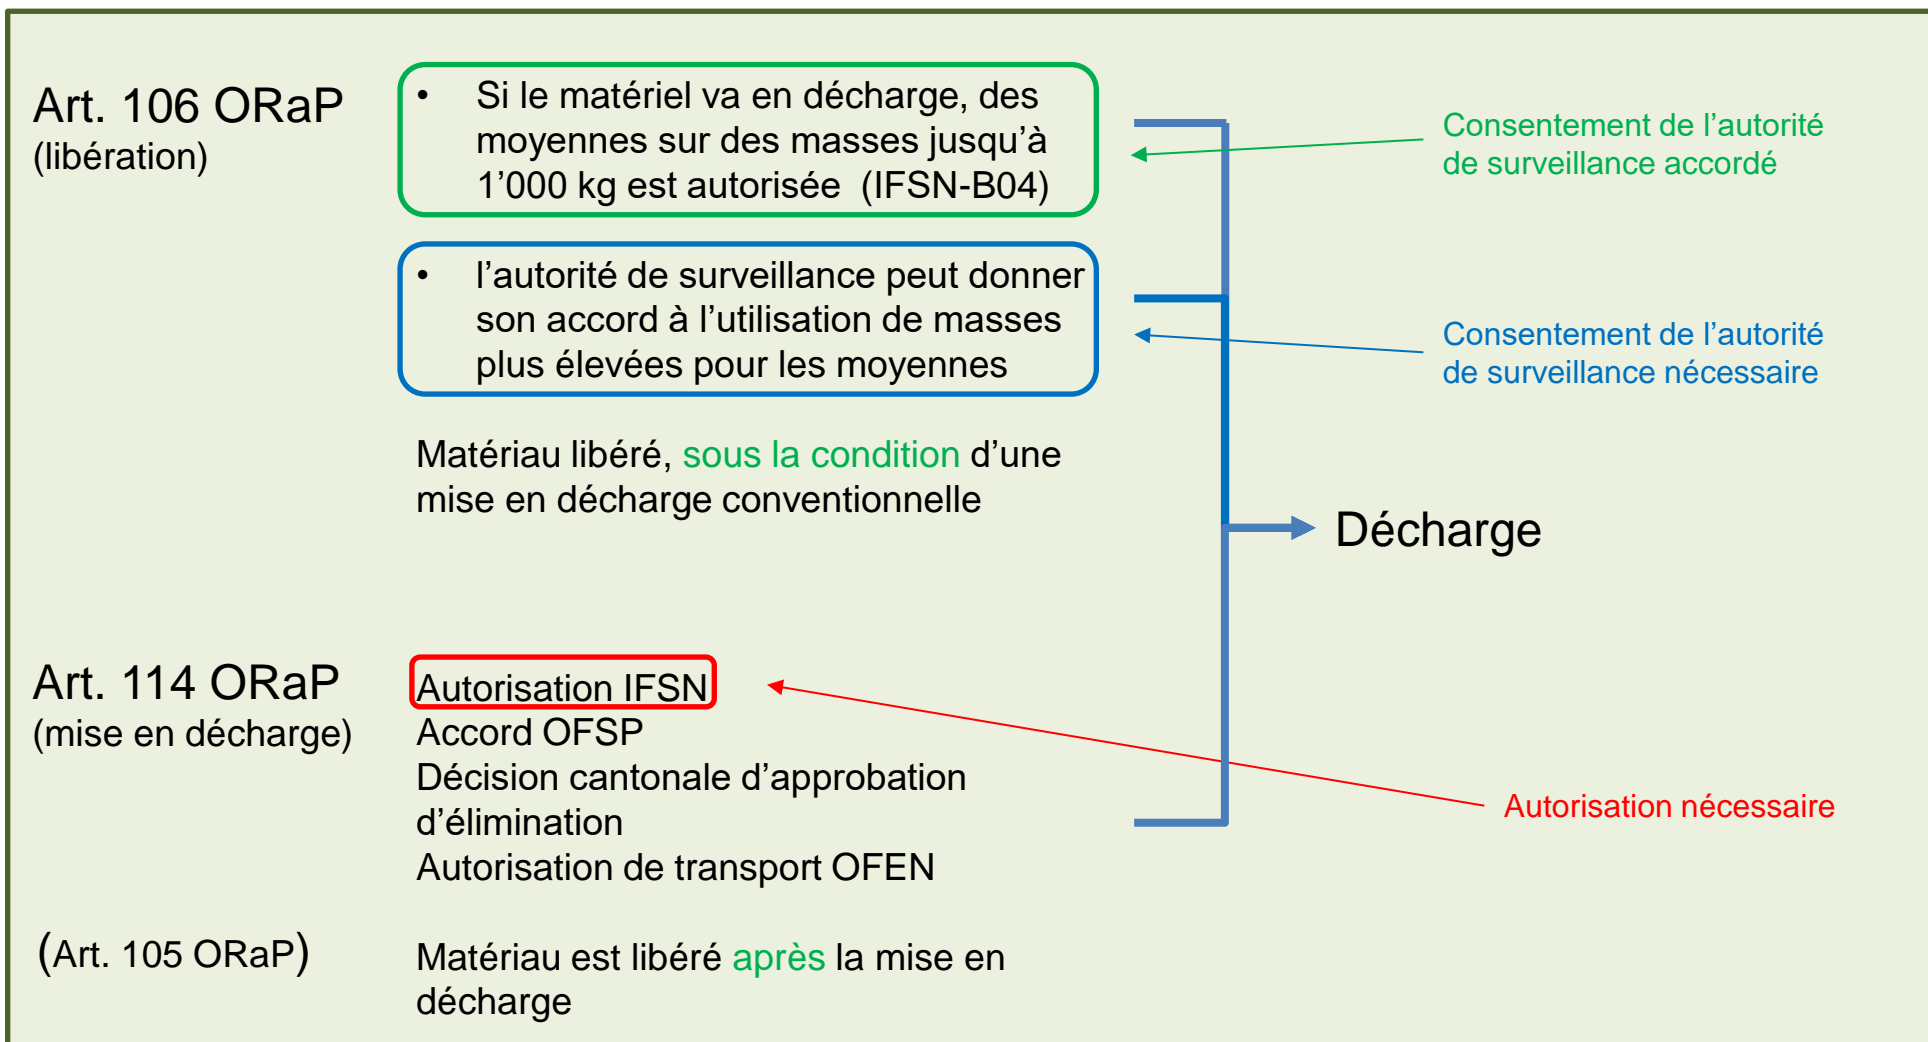 Art. 106 ORaP
(libération)
• Si le matériel va en décharge, des
moyennes sur des masses jusqu’à
1’000 kg est autorisée (IFSN-B04)
Consentement de l’autorité
de surveillance accordé
• l’autorité de surveillance peut donner
son accord à l’utilisation de masses
plus élevées pour les moyennes
Consentement de l’autorité
de surveillance nécessaire
Matériau libéré, sous la condition d’une
mise en décharge conventionnelle
Décharge
Art. 114 ORaP
(mise en décharge)
Autorisation IFSN
Accord OFSP
Décision cantonale d’approbation
d’élimination
Autorisation de transport OFEN
Autorisation nécessaire
(Art. 105 ORaP)
Matériau est libéré après la mise en
décharge